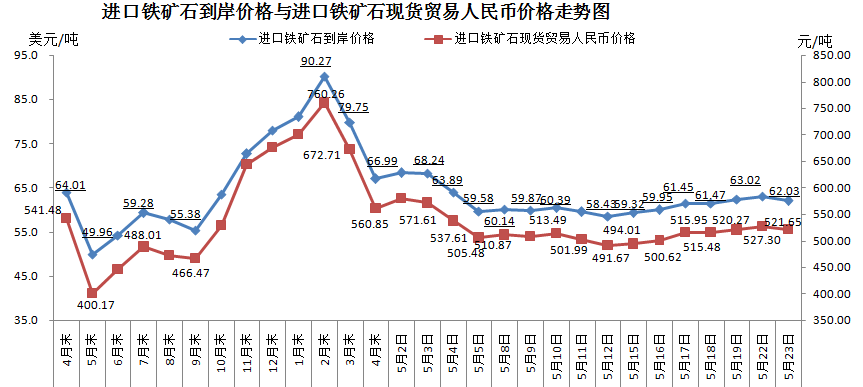 进口铁矿石到岸价格与进口铁矿石现货贸易人民币价格走势图
美元/吨
进口铁矿石到岸价格
进口铁矿石现货贸易人民币价格
元/吨
95.0
85.0
75.0
65.0
55.0
45.0
35.0
850.00
800.00
750.00
700.00
650.00
600.00
550.00
500.00
450.00
400.00
350.00
64.01
49.96
59.28
55.38
90.27
79.75
66.99
68.24
63.89
59.58
60.14
59.87
60.39
58.43
59.32
59.95
61.45
61.47
63.02
62.03
541.48
400.17
488.01
466.47
760.26
672.71
560.85
571.61
537.61
505.48
510.87
513.49
501.99
491.67
494.01
500.62
515.95
515.48
520.27
527.30
521.65
4月末
5月末
6月末
7月末
8月末
9月末
10月末
11月末
12月末
1月末
2月末
3月末
4月末
5月2日
5月3日
5月4日
5月5日
5月8日
5月9日
5月10日
5月11日
5月12日
5月15日
5月16日
5月17日
5月18日
5月19日
5月22日
5月23日